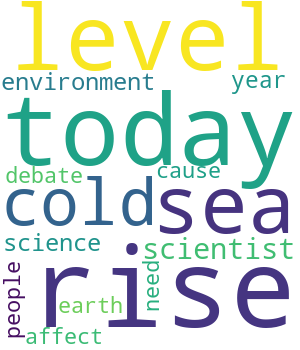 level
environment year
today
debate cause
cold sea
science scientist
rise
people
need
earth
affect